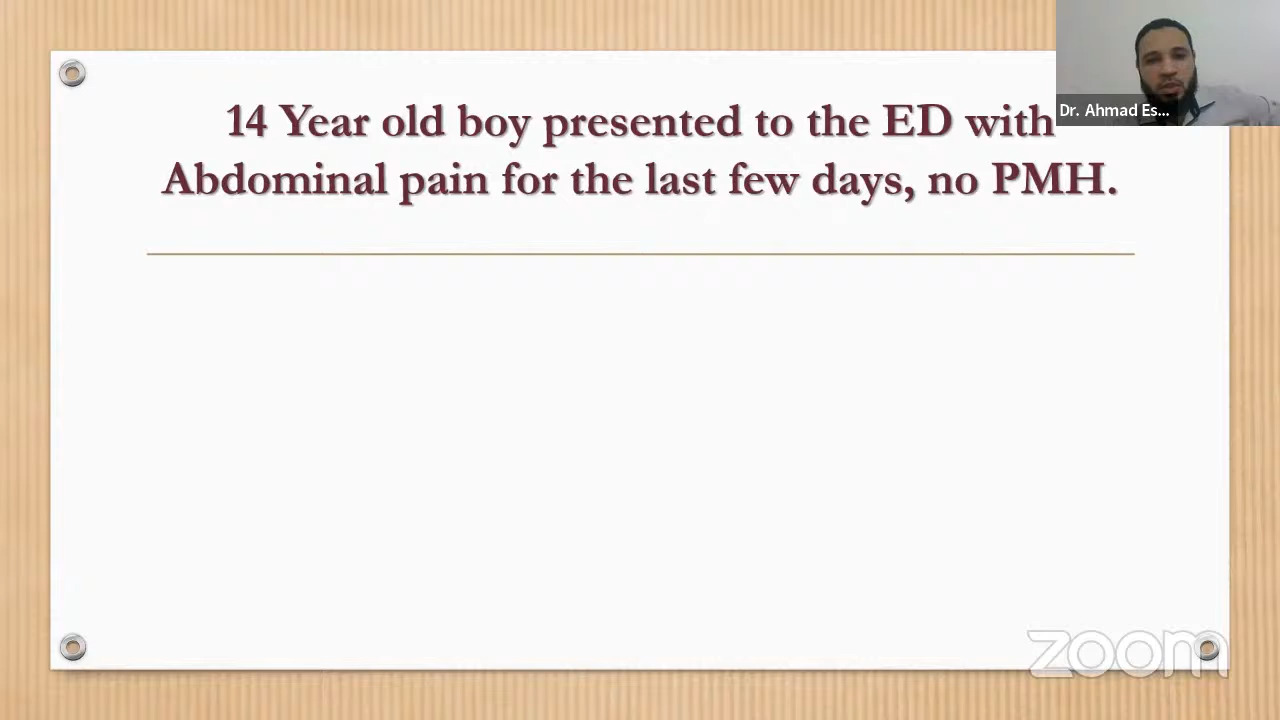 14 Year old boy presented to the ED with
Abdominal pain for the last few days, no PMH.
Dr. Ahmad Es...
zoom